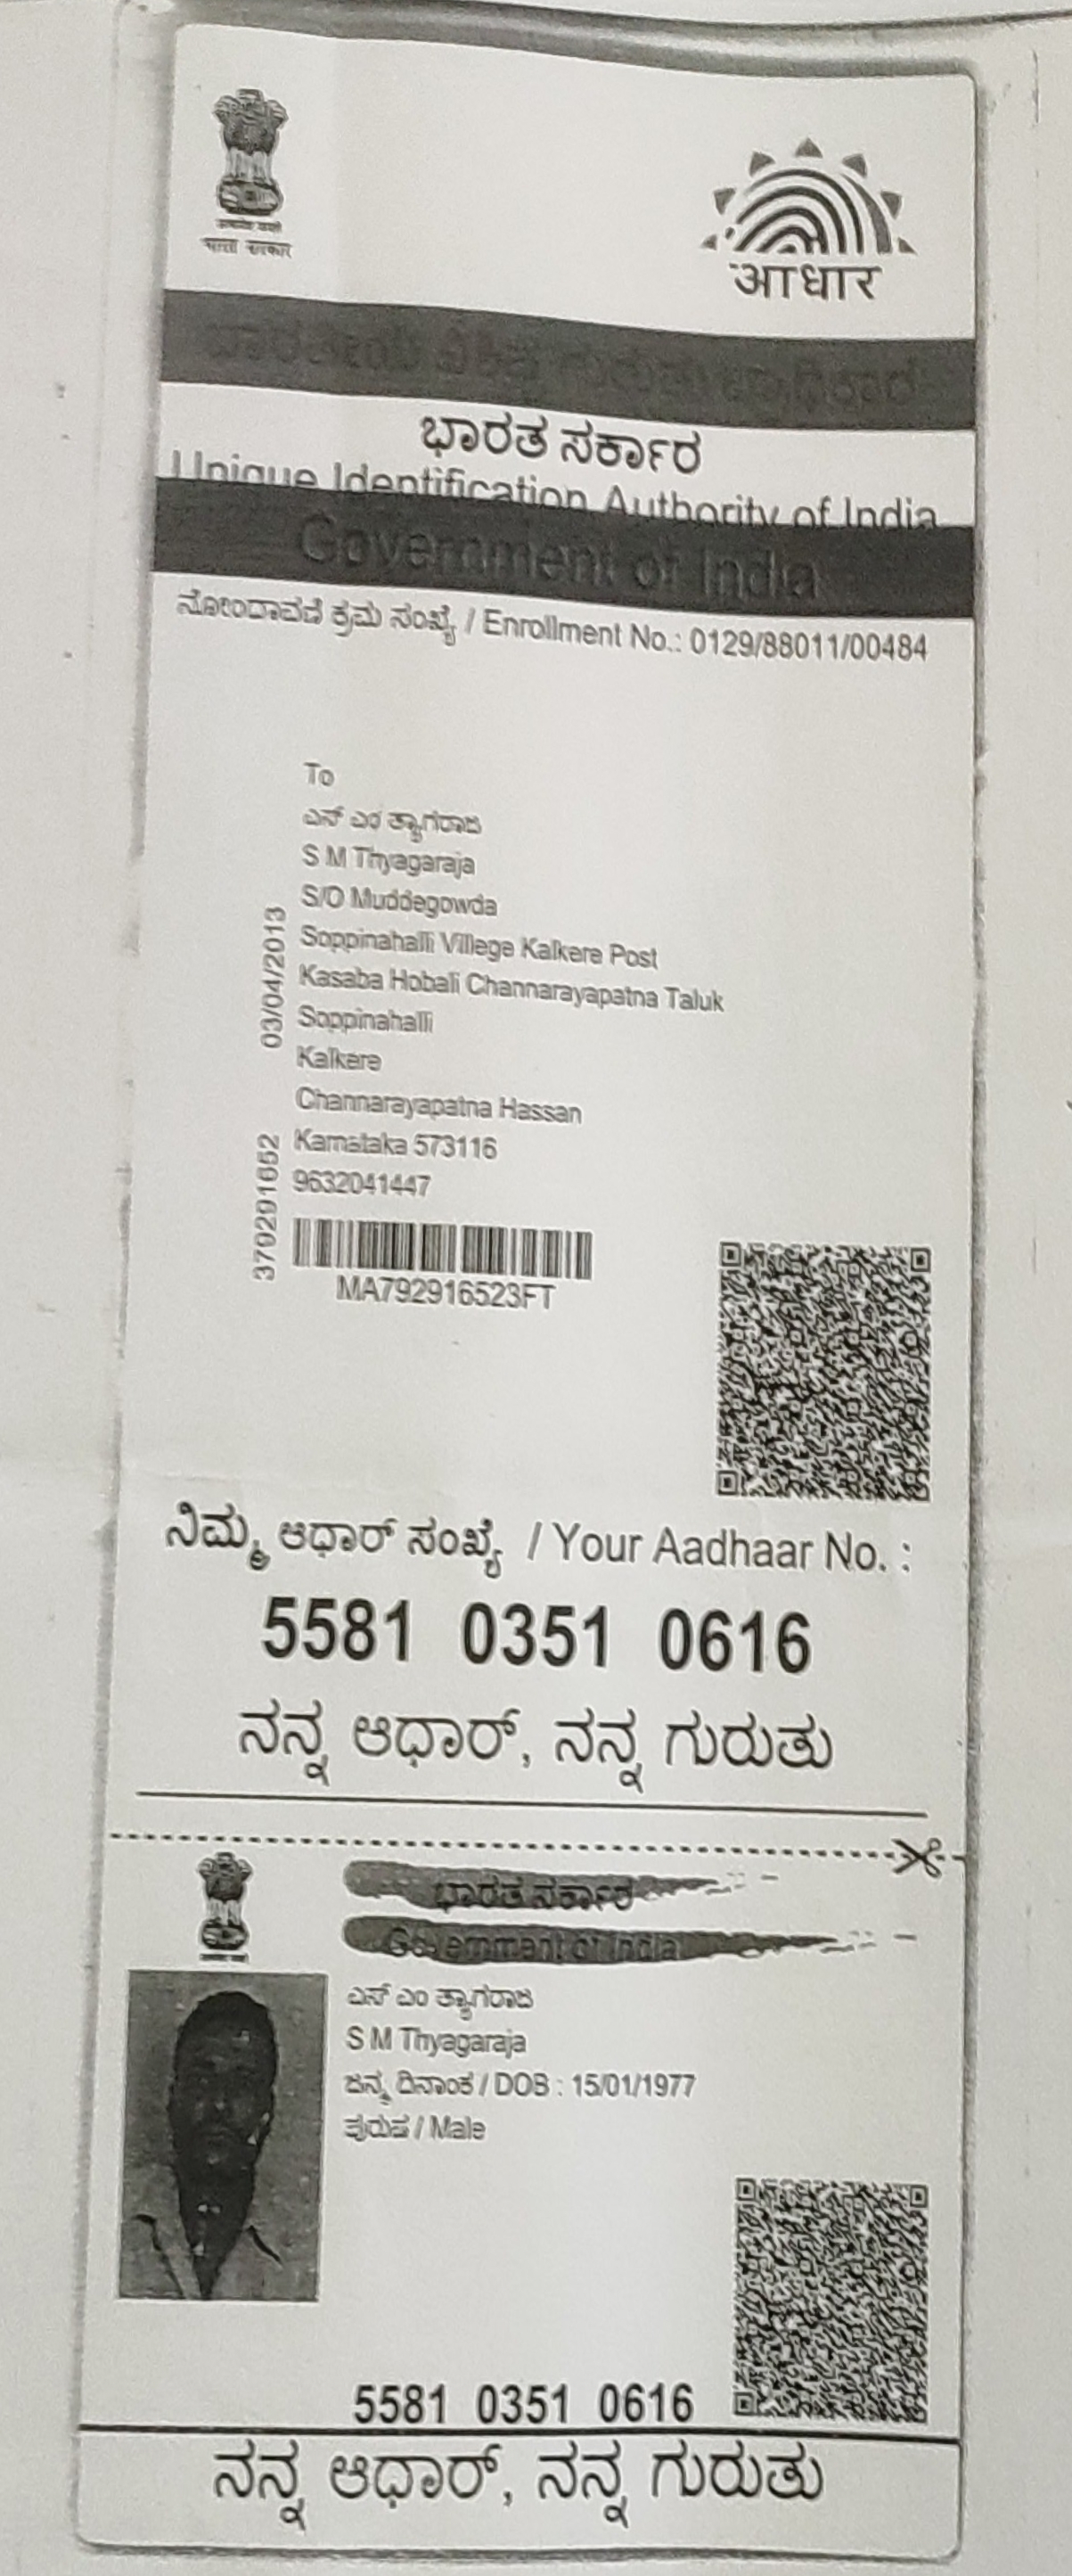 भारत सरकार
आधार
ಭಾರತೀಯ ವಿಶಿಷ್ಟ ಗುರುತು ಪ್ರಾಧಿಕಾರ
ಭಾರತ ಸರ್ಕಾರ
Unique Identification Authority of India
Government of India
ನೋಂದಾವಣೆ ಕ್ರಮ ಸಂಖ್ಯೆ / Enrollment No.: 0129/88011/00484
To
ಎಸ್ ಎಂ ತ್ಯಾಗರಾಜ
S M Thyagaraja
S/O Muddegowda
Soppinahalli Villege Kalkere Post
Kasaba Hobali Channarayapatna Taluk
Soppinahalli
Kalkere
Channarayapatna Hassan
Karnataka 573116
9632041447
03/04/2013
MA792916523FT
ನಿಮ್ಮ ಆಧಾರ್ ಸಂಖ್ಯೆ / Your Aadhaar No. :
5581 0351 0616
ನನ್ನ ಆಧಾರ್, ನನ್ನ ಗುರುತು
ಭಾರತ ಸರ್ಕಾರ
Government of India
ಎಸ್ ಎಂ ತ್ಯಾಗರಾಜ
S M Thyagaraja
ಜನ್ಮ ದಿನಾಂಕ / DOB : 15/01/1977
ಪುರುಷ / Male
5581 0351 0616
ನನ್ನ ಆಧಾರ್, ನನ್ನ ಗುರುತು